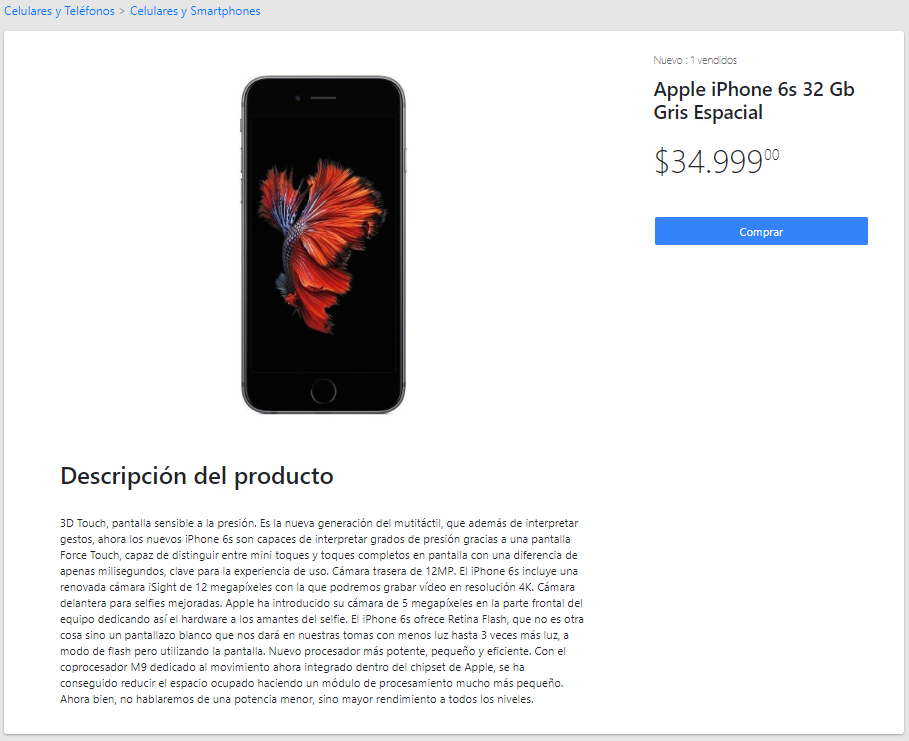 Celulares y Teléfonos > Celulares y Smartphones
Nuevo : 1 vendidos
Apple iPhone 6s 32 Gb
Gris Espacial
$34.99900
Comprar
Descripción del producto
3D Touch, pantalla sensible a la presión. Es la nueva generación del mutitáctil, que además de interpretar
gestos, ahora los nuevos iPhone 6s son capaces de interpretar grados de presión gracias a una pantalla
Force Touch, capaz de distinguir entre mini toques y toques completos en pantalla con una diferencia de
apenas milisegundos, clave para la experiencia de uso. Cámara trasera de 12MP. El iPhone 6s incluye una
renovada cámara iSight de 12 megapíxeles con la que podremos grabar vídeo en resolución 4K. Cámara
delantera para selfies mejoradas. Apple ha introducido su cámara de 5 megapíxeles en la parte frontal del
equipo dedicando así el hardware a los amantes del selfie. El iPhone 6s ofrece Retina Flash, que no es otra
cosa sino un pantallazo blanco que nos dará en nuestras tomas con menos luz hasta 3 veces más luz, a
modo de flash pero utilizando la pantalla. Nuevo procesador más potente, pequeño y eficiente. Con el
coprocesador M9 dedicado al movimiento ahora integrado dentro del chipset de Apple, se ha
conseguido reducir el espacio ocupado haciendo un módulo de procesamiento mucho más pequeño.
Ahora bien, no hablaremos de una potencia menor, sino mayor rendimiento a todos los niveles.